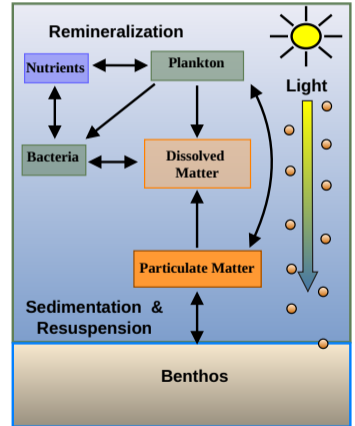 Remineralization
Nutrients
Plankton
Light
Bacteria
Dissolved
Matter
Particulate Matter
Sedimentation &
Resuspension
Benthos